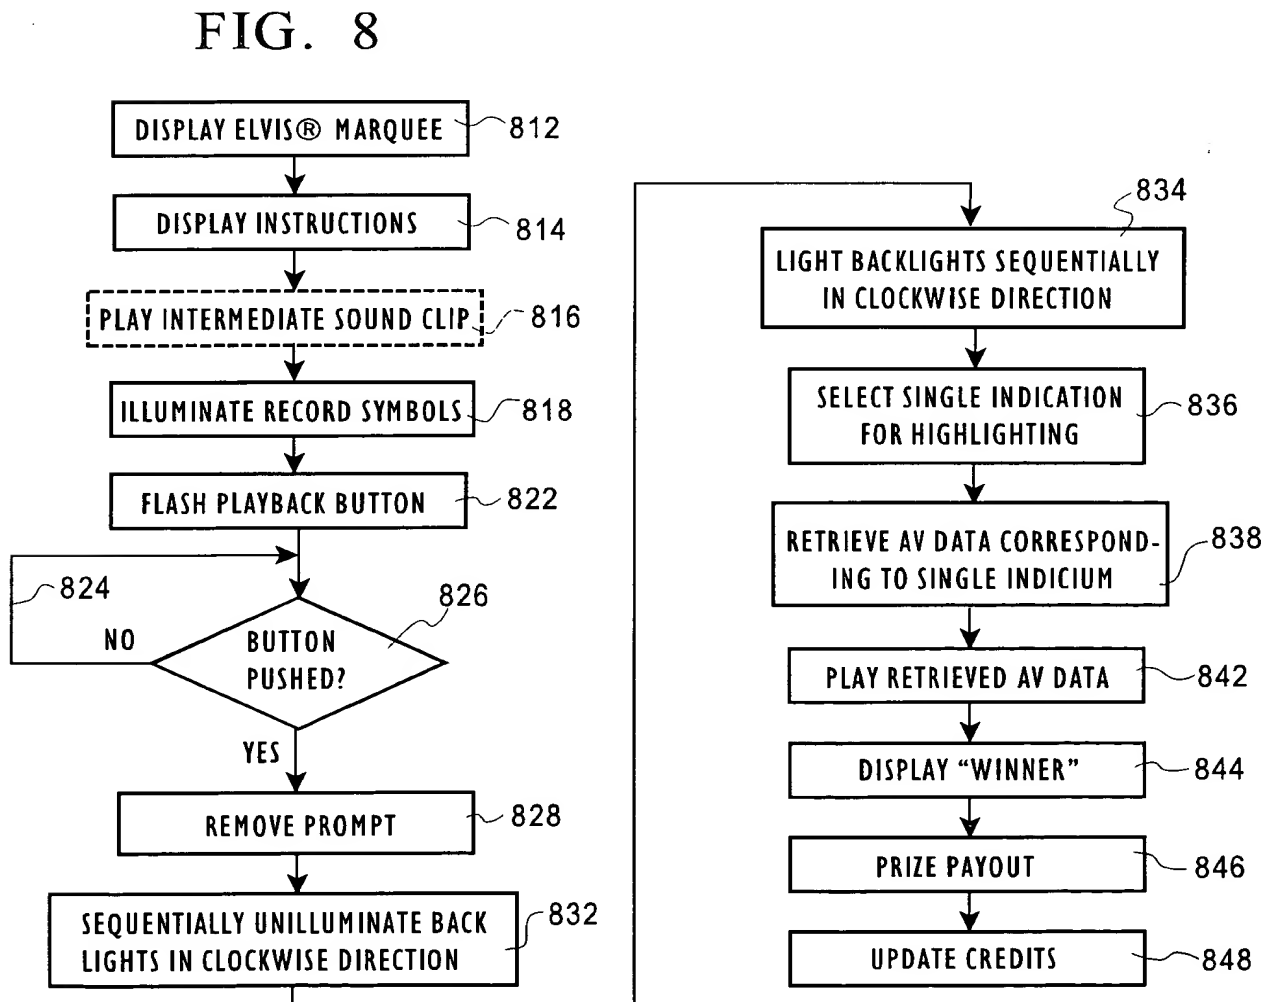 FIG. 8
DISPLAY ELVIS® MARQUEE
812
DISPLAY INSTRUCTIONS
814
PLAY INTERMEDIATE SOUND CLIP
816
ILLUMINATE RECORD SYMBOLS
818
FLASH PLAYBACK BUTTON
822
824
826
NO
BUTTON
PUSHED?
YES
REMOVE PROMPT
828
SEQUENTIALLY UNILLUMINATE BACK
LIGHTS IN CLOCKWISE DIRECTION
832
834
LIGHT BACKLIGHTS SEQUENTIALLY
IN CLOCKWISE DIRECTION
SELECT SINGLE INDICATION
FOR HIGHLIGHTING
836
RETRIEVE AV DATA CORRESPOND-
ING TO SINGLE INDICIUM
838
PLAY RETRIEVED AV DATA
842
DISPLAY “WINNER”
844
PRIZE PAYOUT
846
UPDATE CREDITS
848